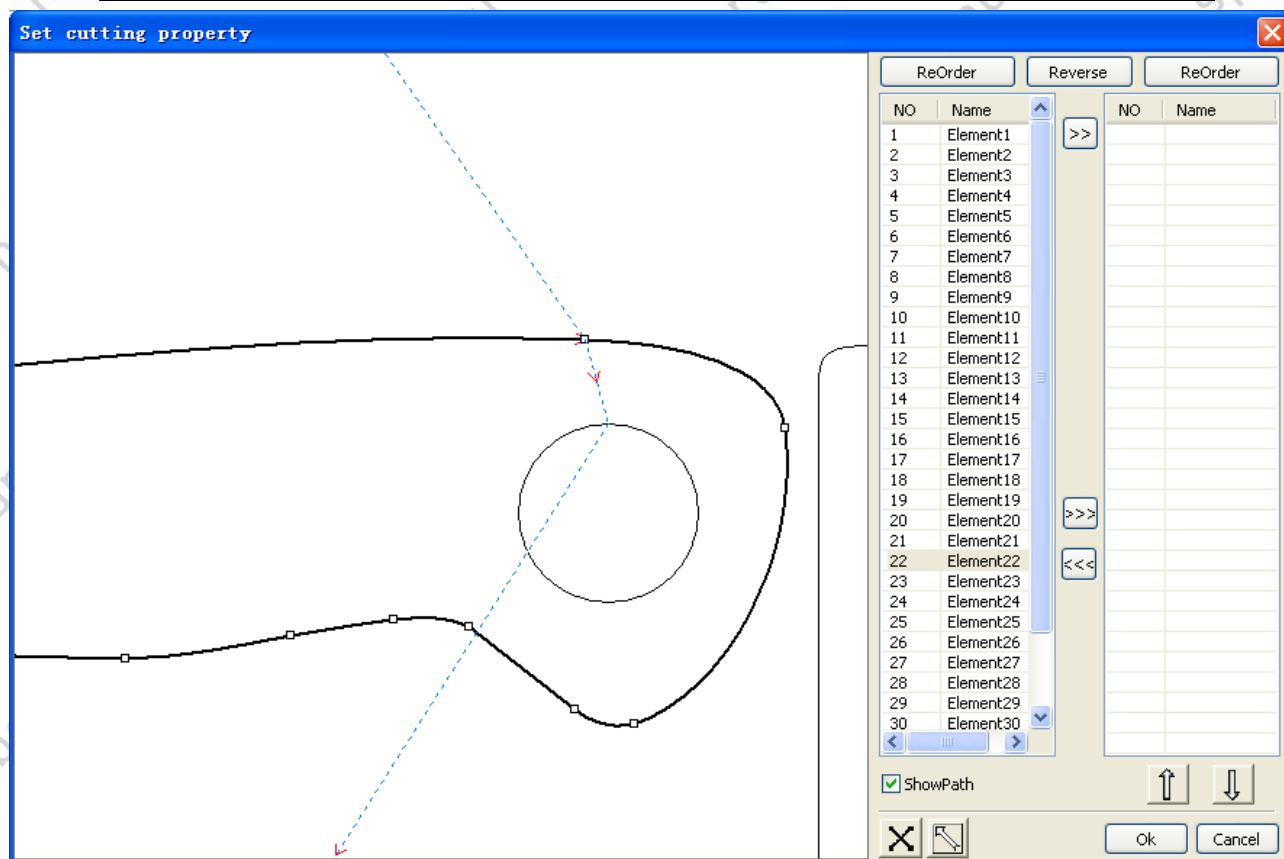 Set cutting property
ReOrder Reverse ReOrder
NO Name NO Name
1 Element1 >>
2 Element2
3 Element3
4 Element4
5 Element5
6 Element6
7 Element7
8 Element8
9 Element9
10 Element10
11 Element11
12 Element12
13 Element13
14 Element14
15 Element15
16 Element16
17 Element17
18 Element18
19 Element19
20 Element20 >>>
21 Element21
22 Element22 <<<
23 Element23
24 Element24
25 Element25
26 Element26
27 Element27
28 Element28
29 Element29
30 Element30
ShowPath
Ok Cancel